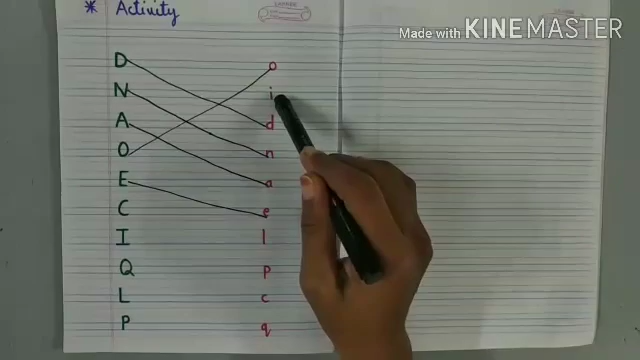 * Activity
Made with KINEMASTER
D o
N i
A d
O n
E a
C e
I l
Q p
L c
P q